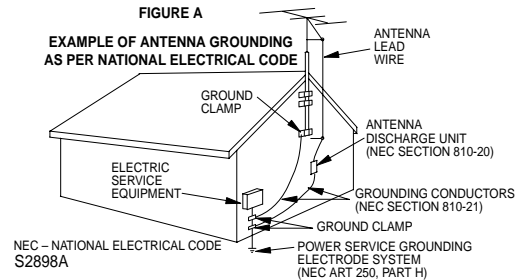 FIGURE A
EXAMPLE OF ANTENNA GROUNDING
AS PER NATIONAL ELECTRICAL CODE
ANTENNA
LEAD
WIRE
GROUND
CLAMP
ANTENNA
DISCHARGE UNIT
(NEC SECTION 810-20)
ELECTRIC
SERVICE
EQUIPMENT
GROUNDING CONDUCTORS
(NEC SECTION 810-21)
GROUND CLAMP
POWER SERVICE GROUNDING
ELECTRODE SYSTEM
(NEC ART 250, PART H)
NEC – NATIONAL ELECTRICAL CODE
S2898A